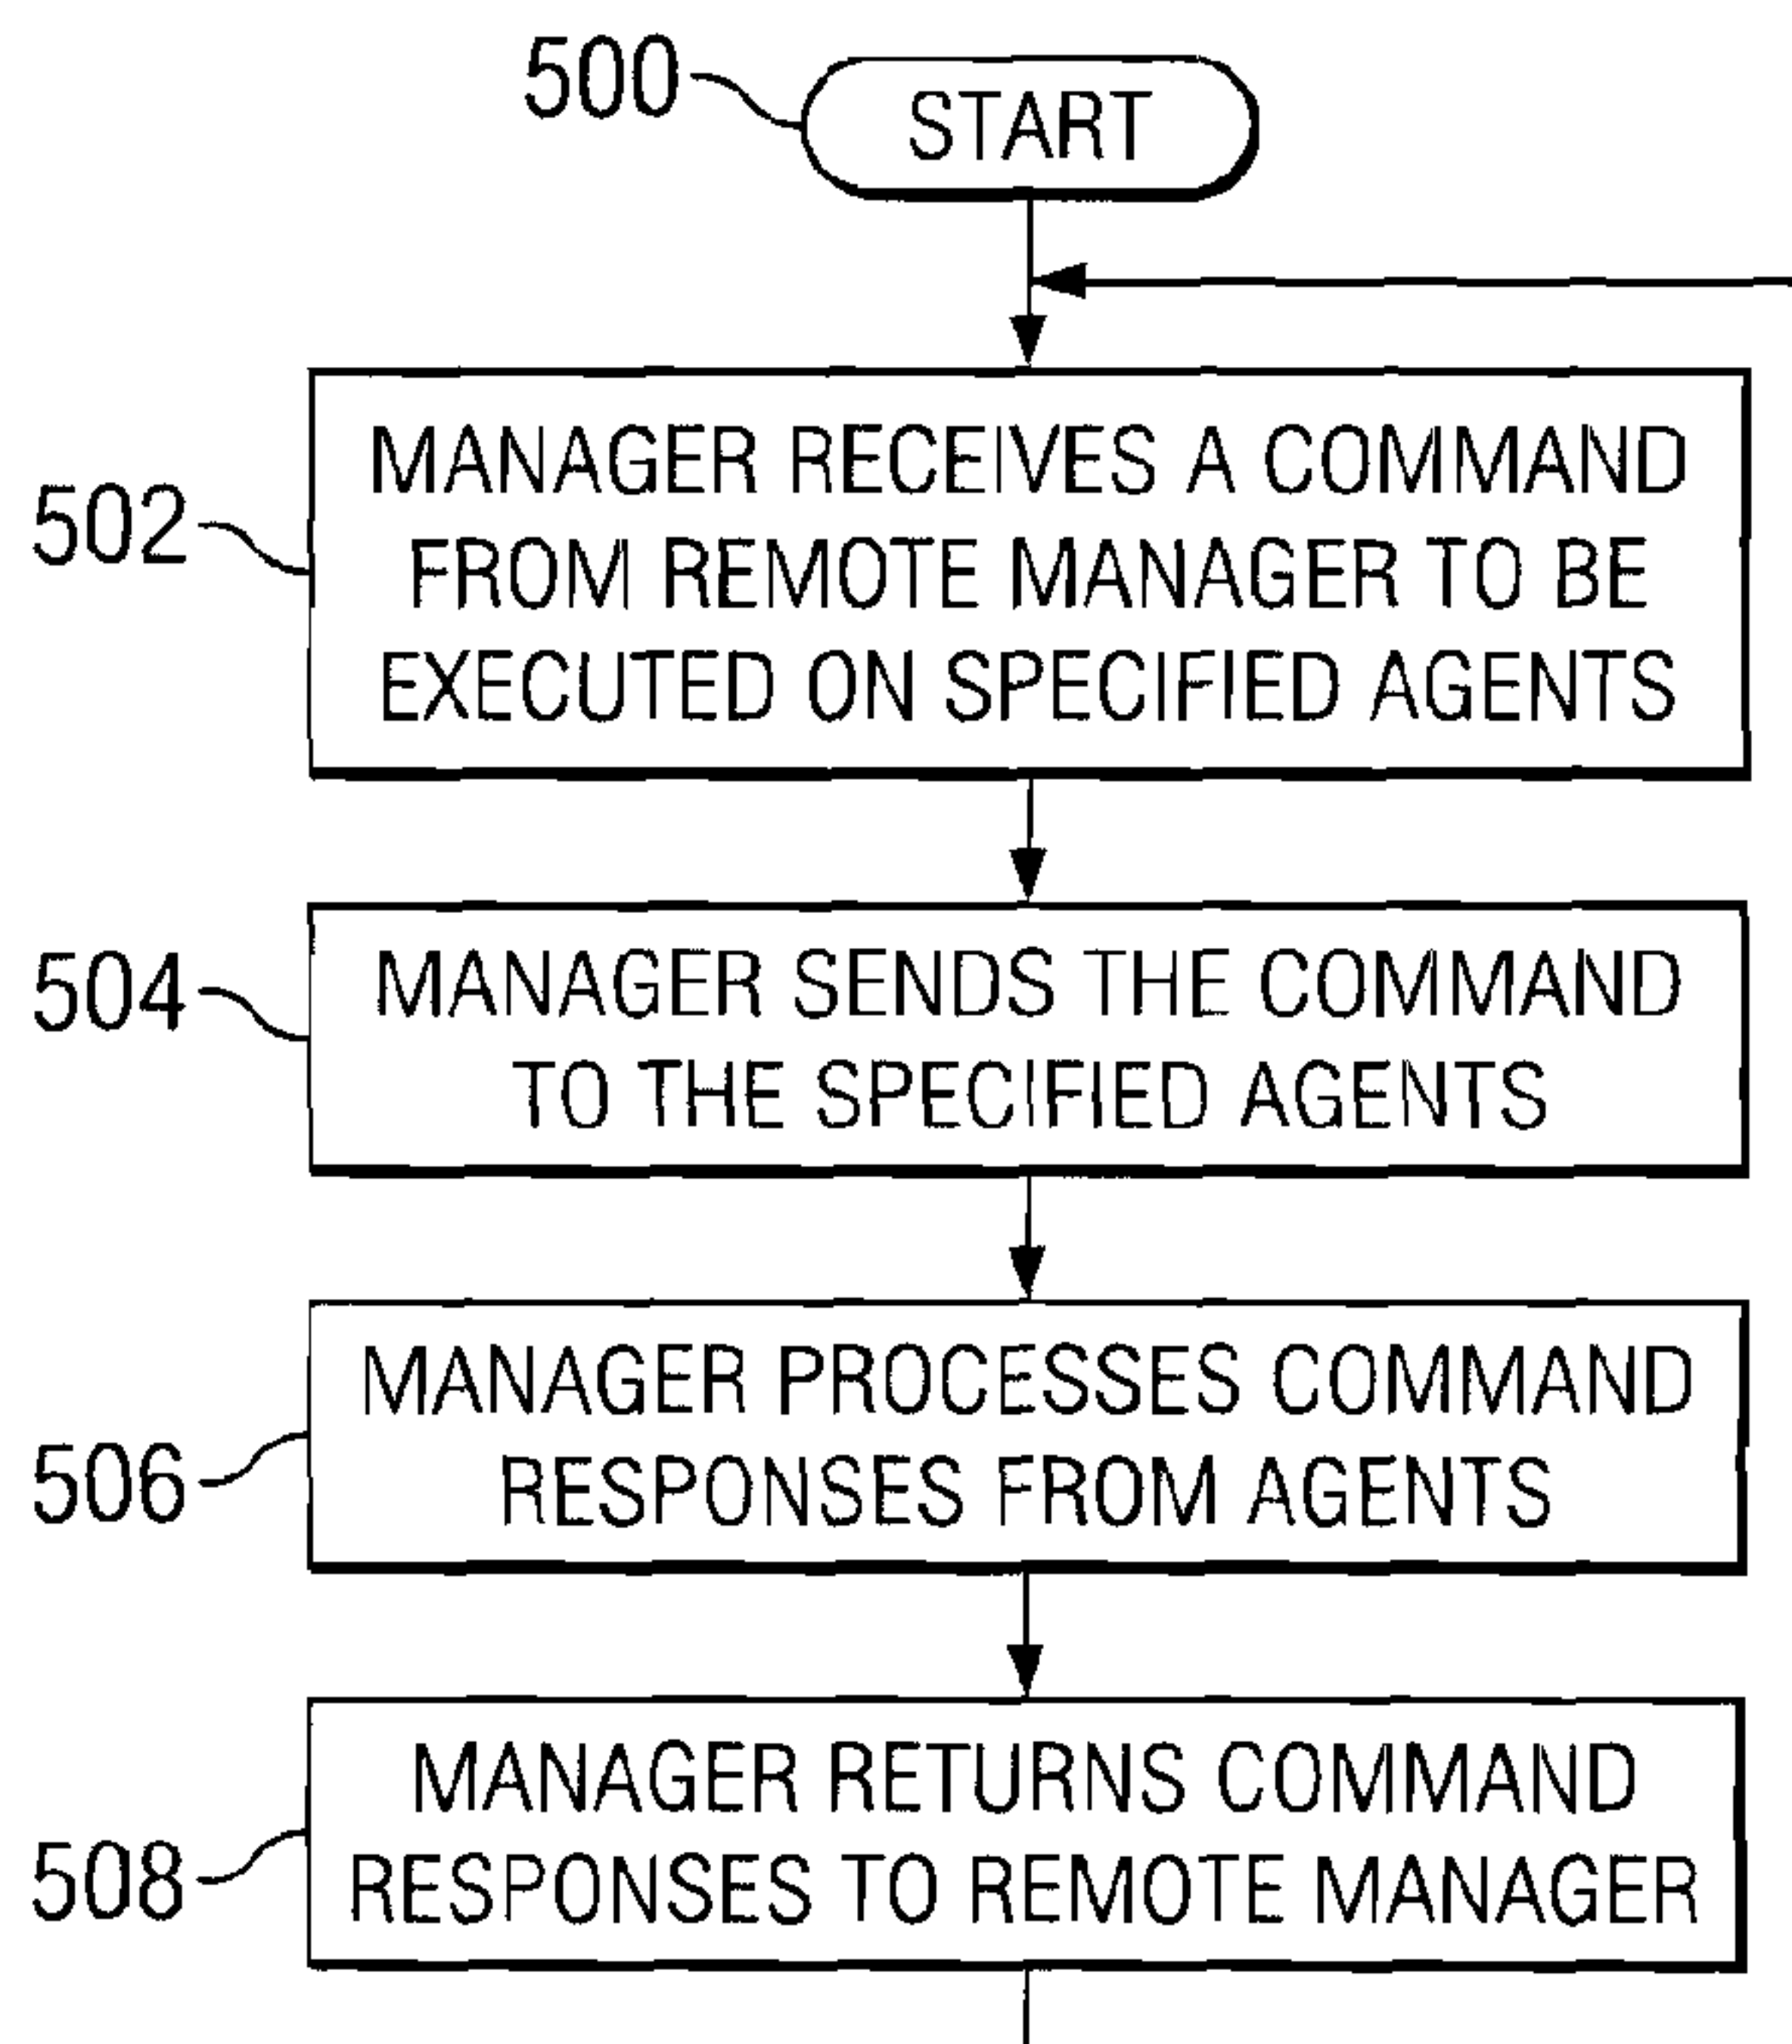 500
START
502
MANAGER RECEIVES A COMMAND
FROM REMOTE MANAGER TO BE
EXECUTED ON SPECIFIED AGENTS
504
MANAGER SENDS THE COMMAND
TO THE SPECIFIED AGENTS
506
MANAGER PROCESSES COMMAND
RESPONSES FROM AGENTS
508
MANAGER RETURNS COMMAND
RESPONSES TO REMOTE MANAGER